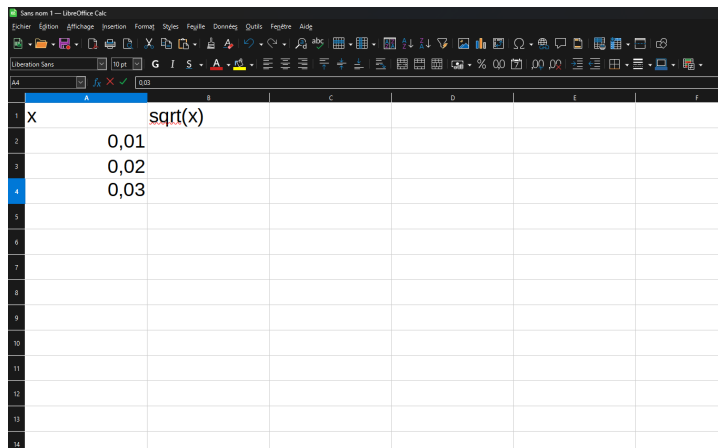 Sans nom 1 — LibreOffice Calc
Fichier Édition Affichage Insertion Format Styles Feuille Données Outils Fenêtre Aide
Liberation Sans 10 pt G I S A
A4 fx 0,03
A B C D E F
1 x sqrt(x)
2 0,01
3 0,02
4 0,03
5
6
7
8
9
10
11
12
13
14